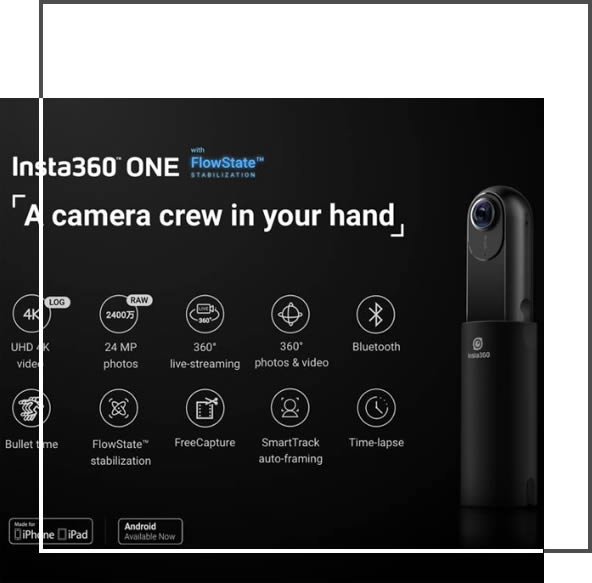 with
Insta360™ ONE FlowState™
STABILIZATION
A camera crew in your hand
4K LOG
2400万 RAW
LIVE
360°
UHD 4K
video
24 MP
photos
360°
live-streaming
360°
photos & video
Bluetooth
Bullet time
FlowState™
stabilization
FreeCapture
SmartTrack
auto-framing
Time-lapse
Insta360
Made for
iPhone iPad
Android
Available Now